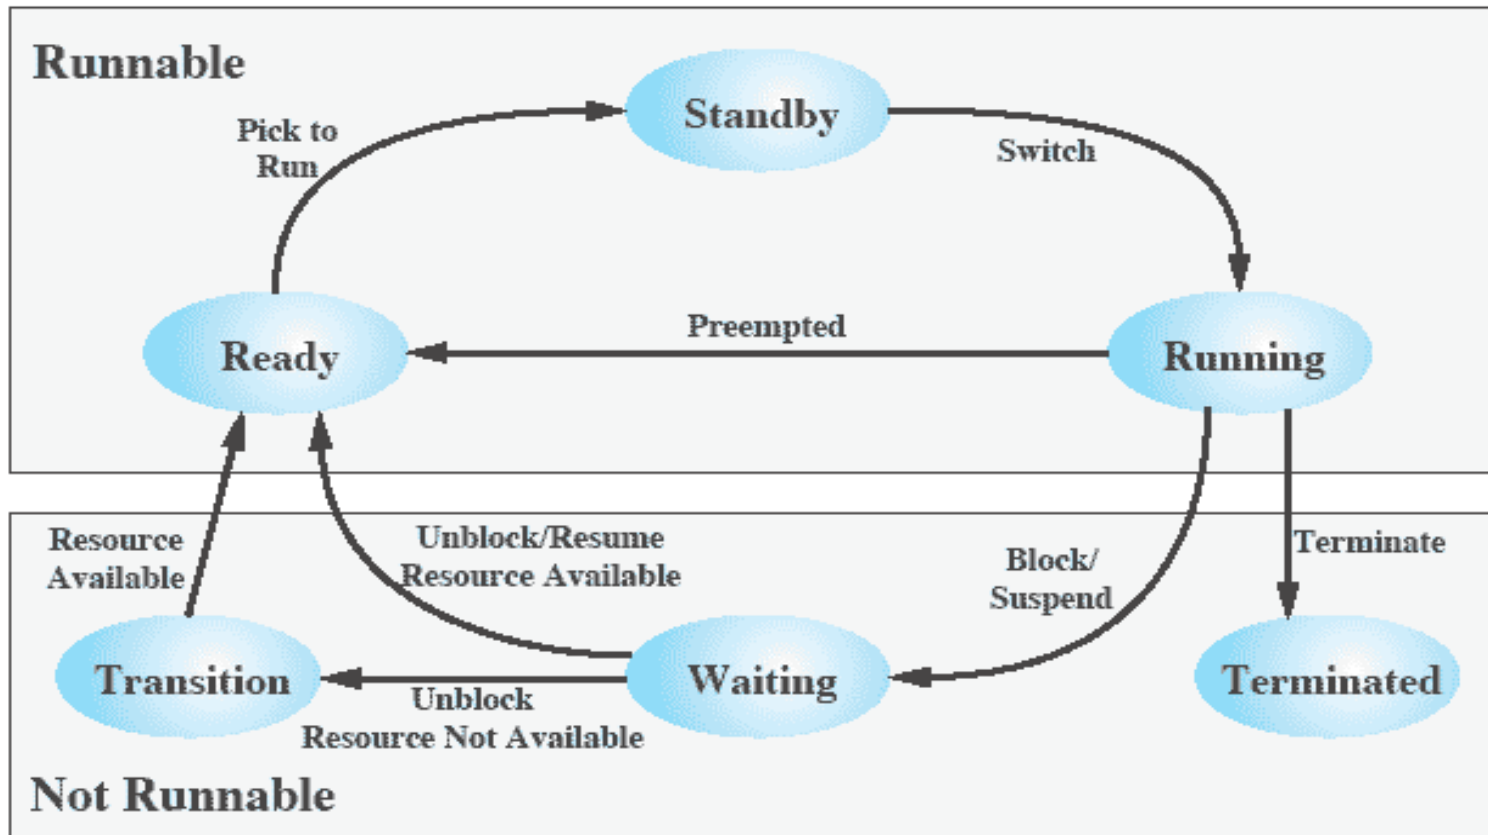 Runnable
Standby
Pick to
Run
Switch
Preempted
Ready
Running
Resource
Available
Unblock/Resume
Resource Available
Block/
Suspend
Terminate
Transition
Waiting
Terminated
Unblock
Resource Not Available
Not Runnable